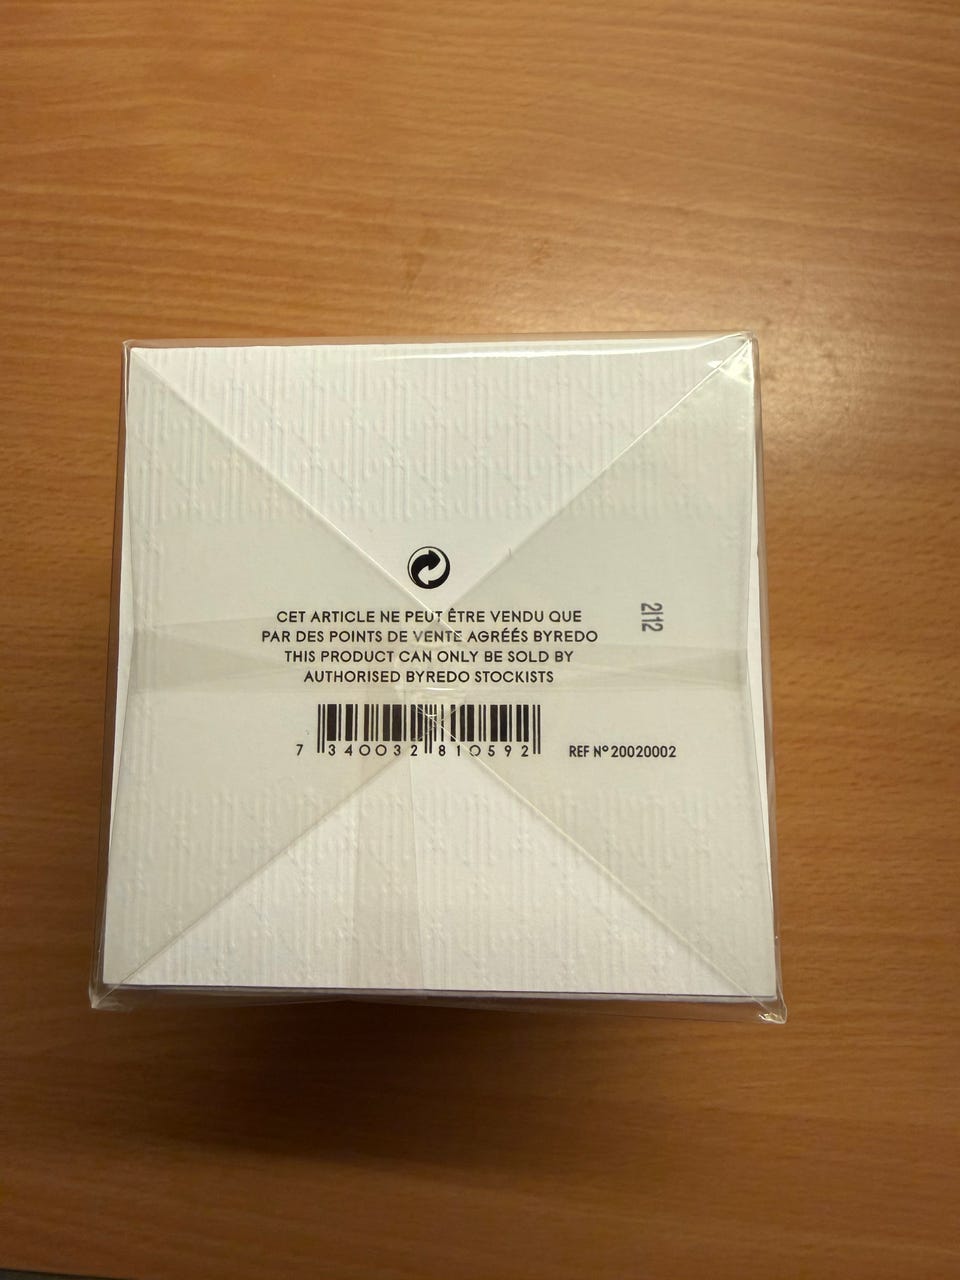 CET ARTICLE NE PEUT ÊTRE VENDU QUE
PAR DES POINTS DE VENTE AGRÉÉS BYREDO
THIS PRODUCT CAN ONLY BE SOLD BY
AUTHORISED BYREDO STOCKISTS
7 340032 810592
REF N° 20020002
2112